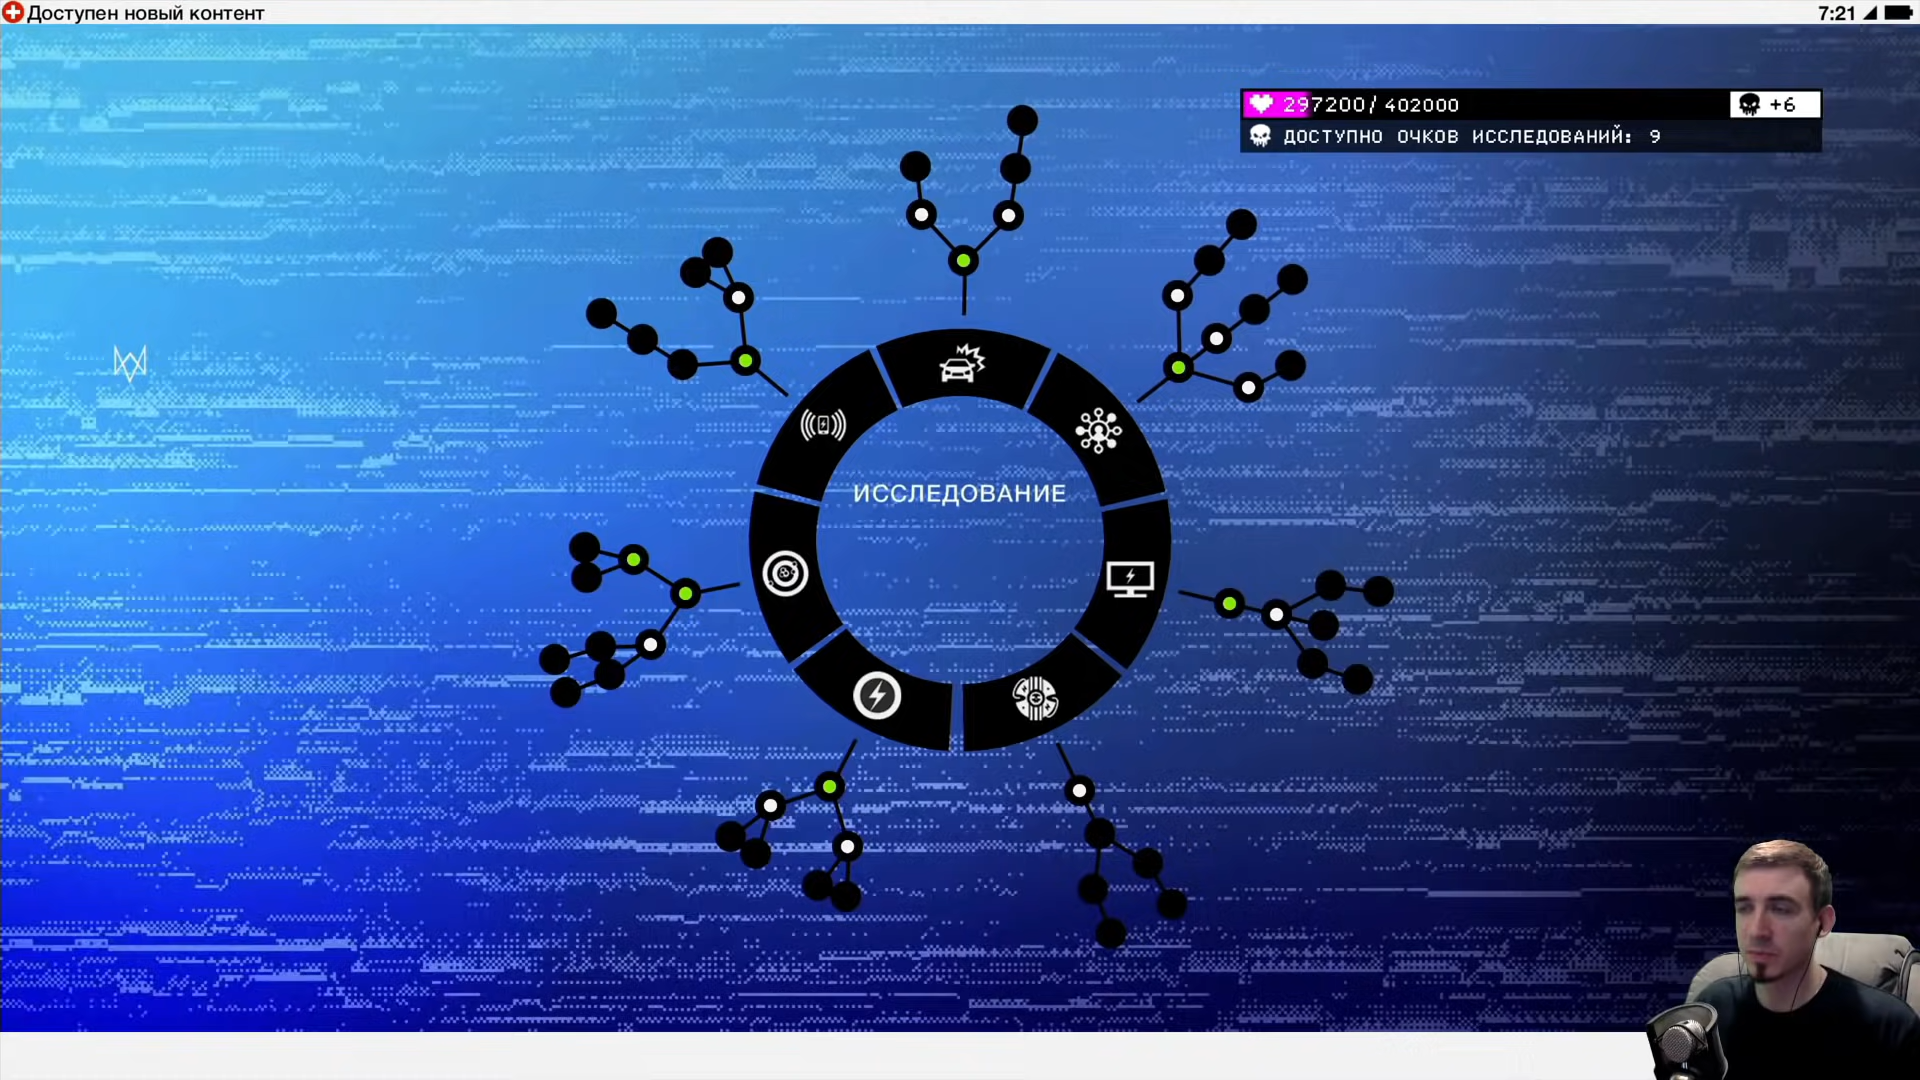 Доступен новый контент
7:21
297200/ 402000
+6
ДОСТУПНО ОЧКОВ ИССЛЕДОВАНИЙ: 9
ИССЛЕДОВАНИЕ